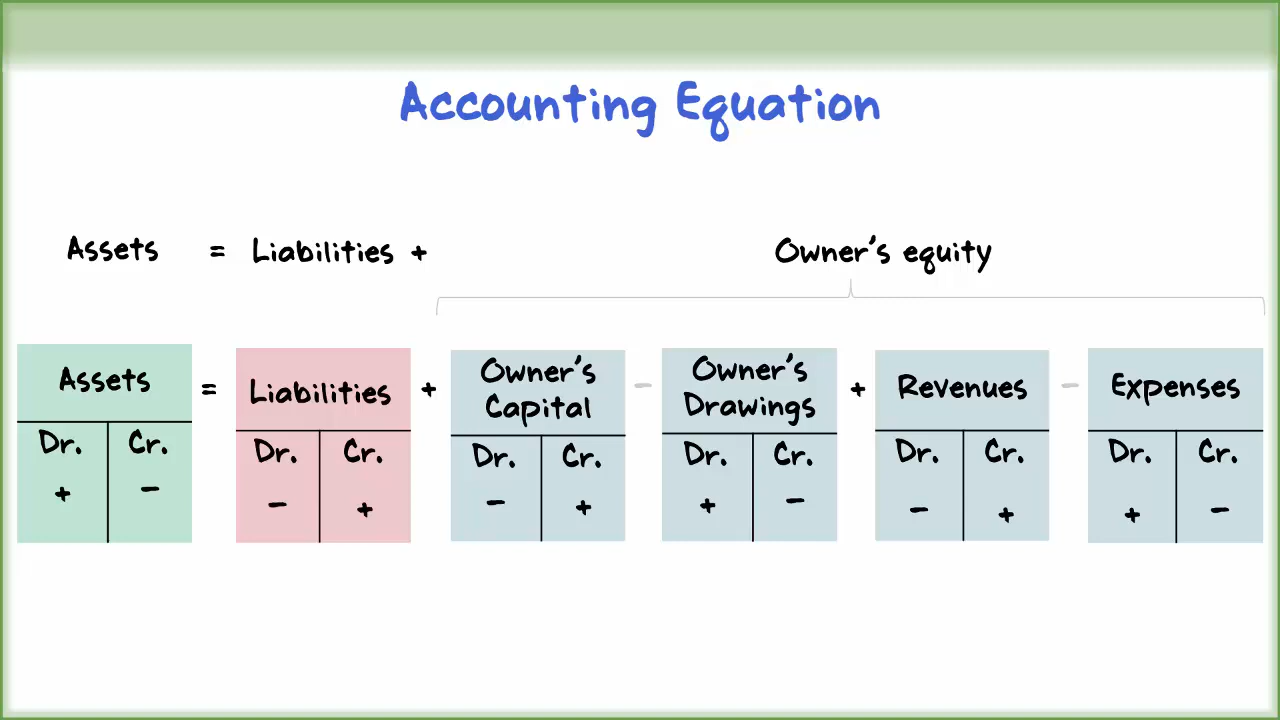 Accounting Equation
Assets = Liabilities + Owner's equity
Assets = Liabilities + Owner's Capital - Owner's Drawings + Revenues - Expenses
Dr. Cr. Dr. Cr. Dr. Cr. Dr. Cr. Dr. Cr. Dr. Cr.
+ - - + - + + - - + + -